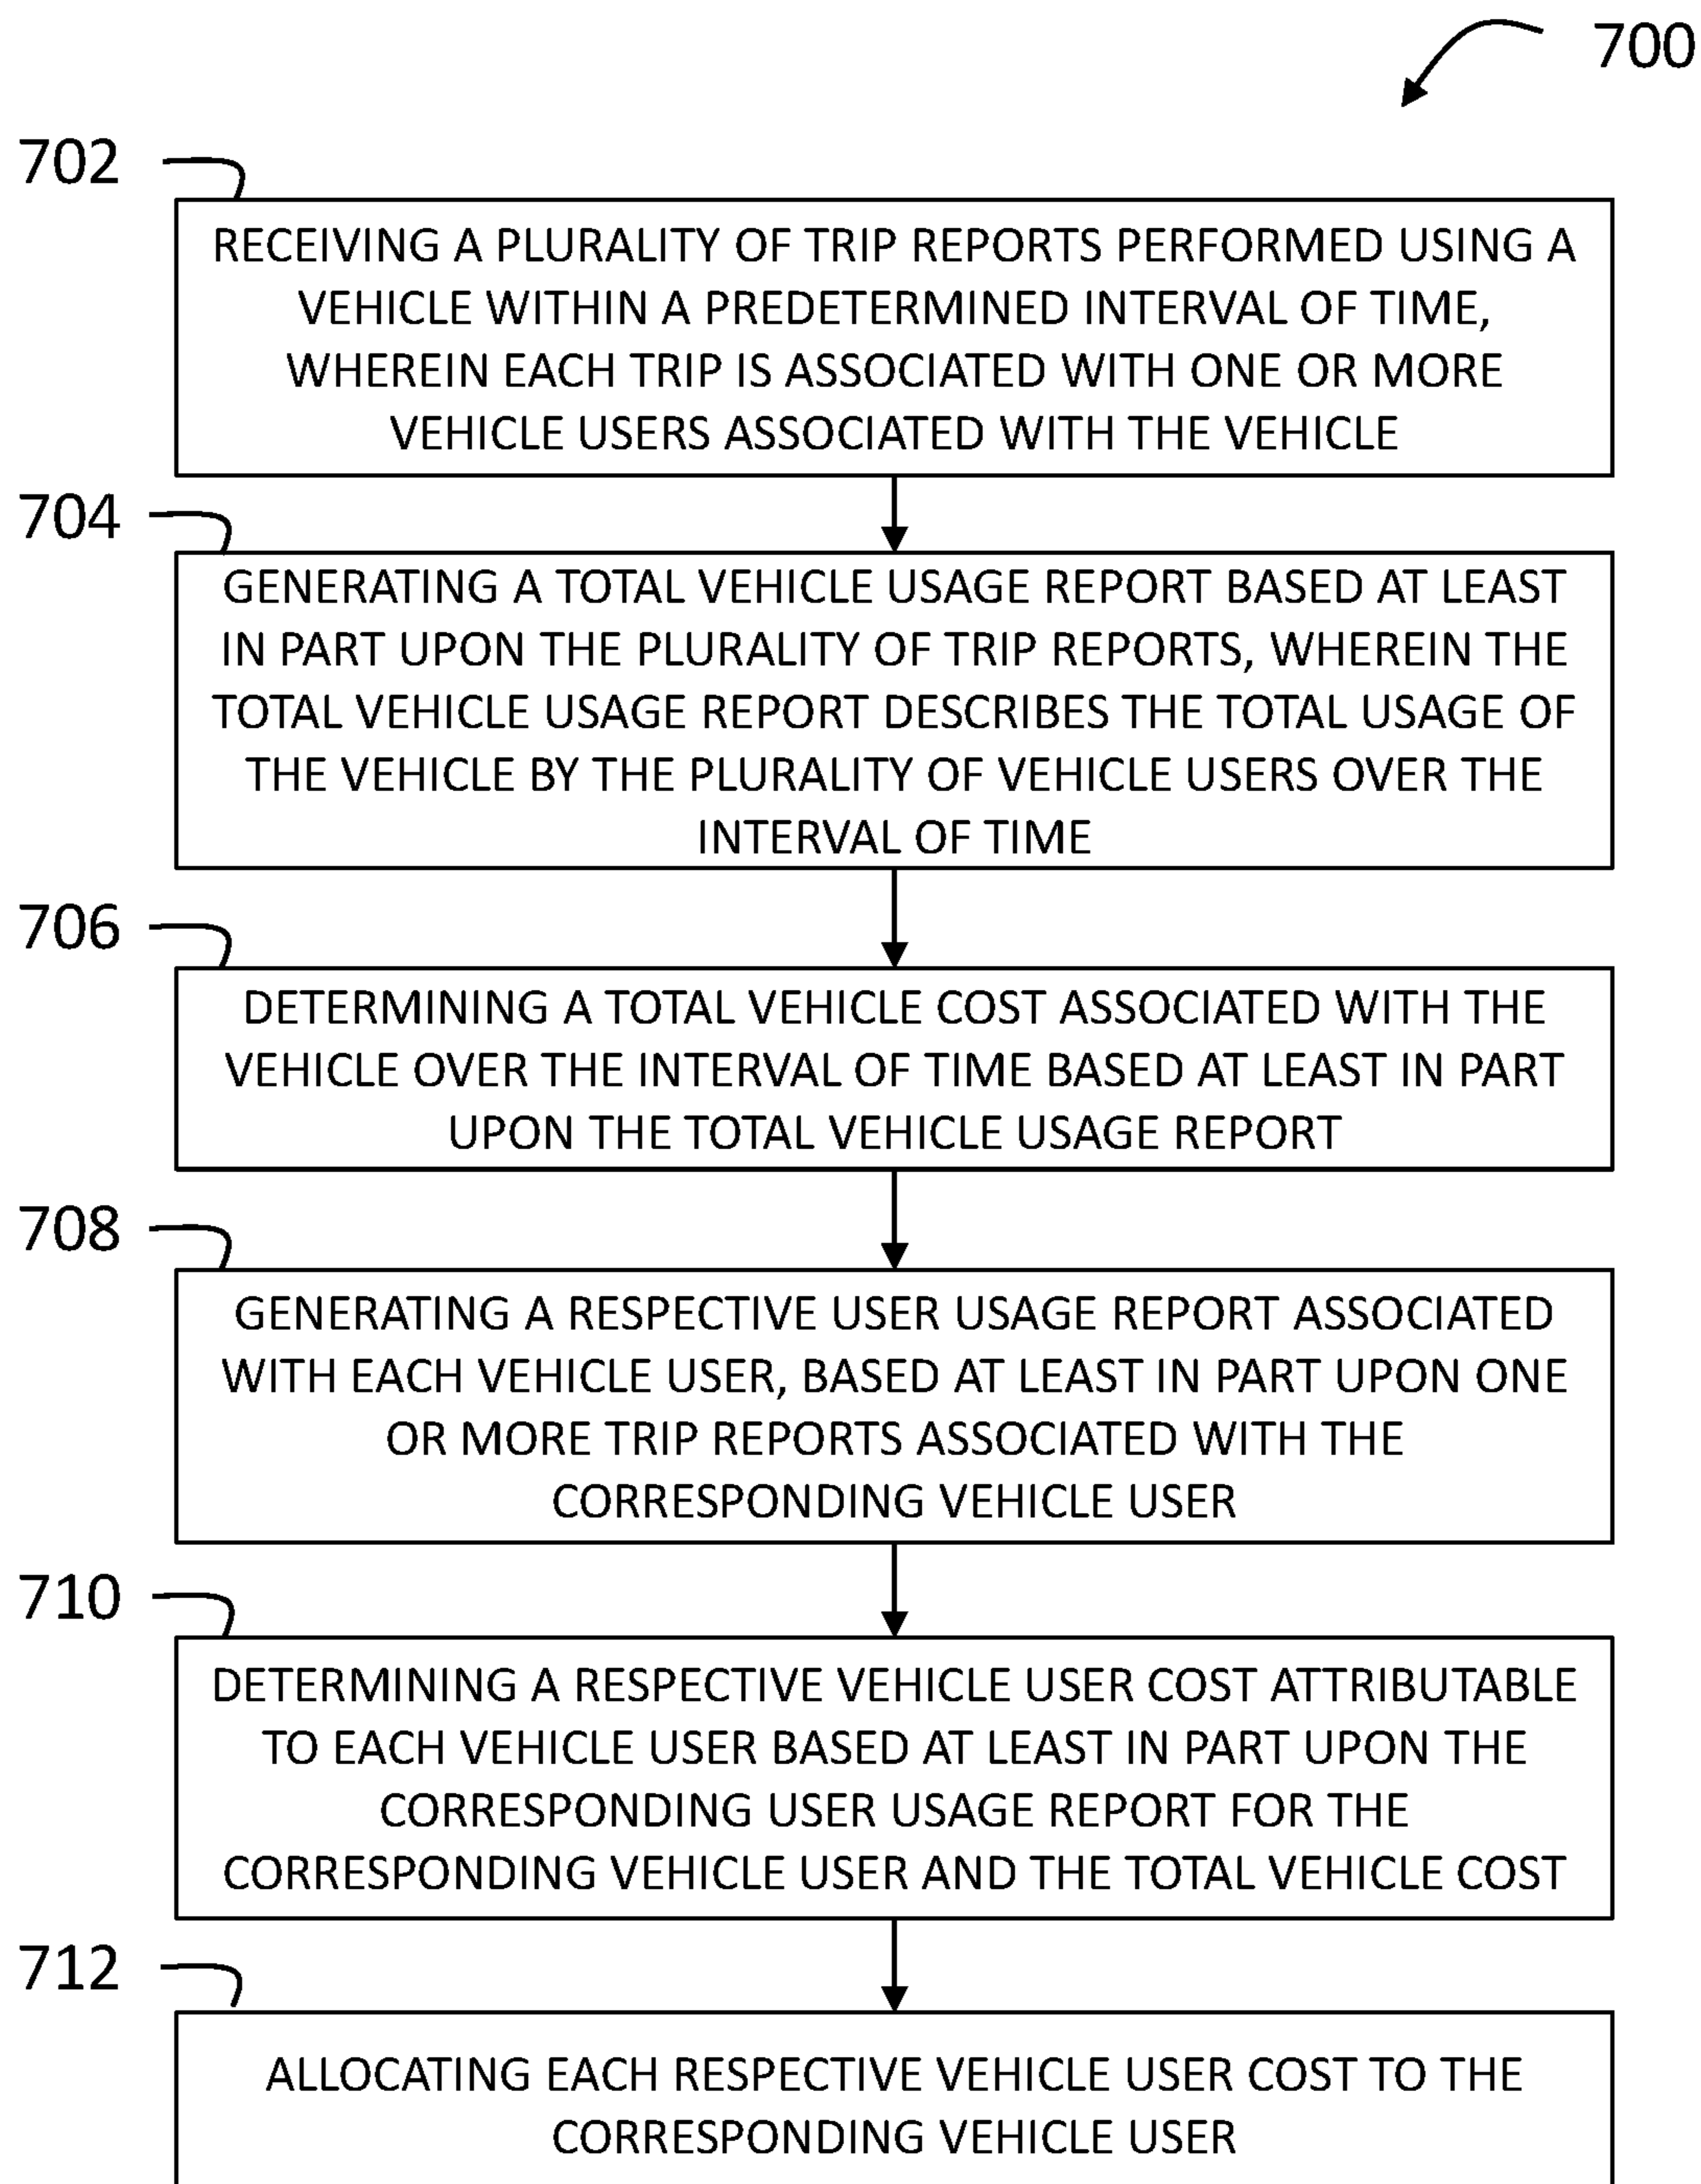 700
702
RECEIVING A PLURALITY OF TRIP REPORTS PERFORMED USING A
VEHICLE WITHIN A PREDETERMINED INTERVAL OF TIME,
WHEREIN EACH TRIP IS ASSOCIATED WITH ONE OR MORE
VEHICLE USERS ASSOCIATED WITH THE VEHICLE
704
GENERATING A TOTAL VEHICLE USAGE REPORT BASED AT LEAST
IN PART UPON THE PLURALITY OF TRIP REPORTS, WHEREIN THE
TOTAL VEHICLE USAGE REPORT DESCRIBES THE TOTAL USAGE OF
THE VEHICLE BY THE PLURALITY OF VEHICLE USERS OVER THE
INTERVAL OF TIME
706
DETERMINING A TOTAL VEHICLE COST ASSOCIATED WITH THE
VEHICLE OVER THE INTERVAL OF TIME BASED AT LEAST IN PART
UPON THE TOTAL VEHICLE USAGE REPORT
708
GENERATING A RESPECTIVE USER USAGE REPORT ASSOCIATED
WITH EACH VEHICLE USER, BASED AT LEAST IN PART UPON ONE
OR MORE TRIP REPORTS ASSOCIATED WITH THE
CORRESPONDING VEHICLE USER
710
DETERMINING A RESPECTIVE VEHICLE USER COST ATTRIBUTABLE
TO EACH VEHICLE USER BASED AT LEAST IN PART UPON THE
CORRESPONDING USER USAGE REPORT FOR THE
CORRESPONDING VEHICLE USER AND THE TOTAL VEHICLE COST
712
ALLOCATING EACH RESPECTIVE VEHICLE USER COST TO THE
CORRESPONDING VEHICLE USER